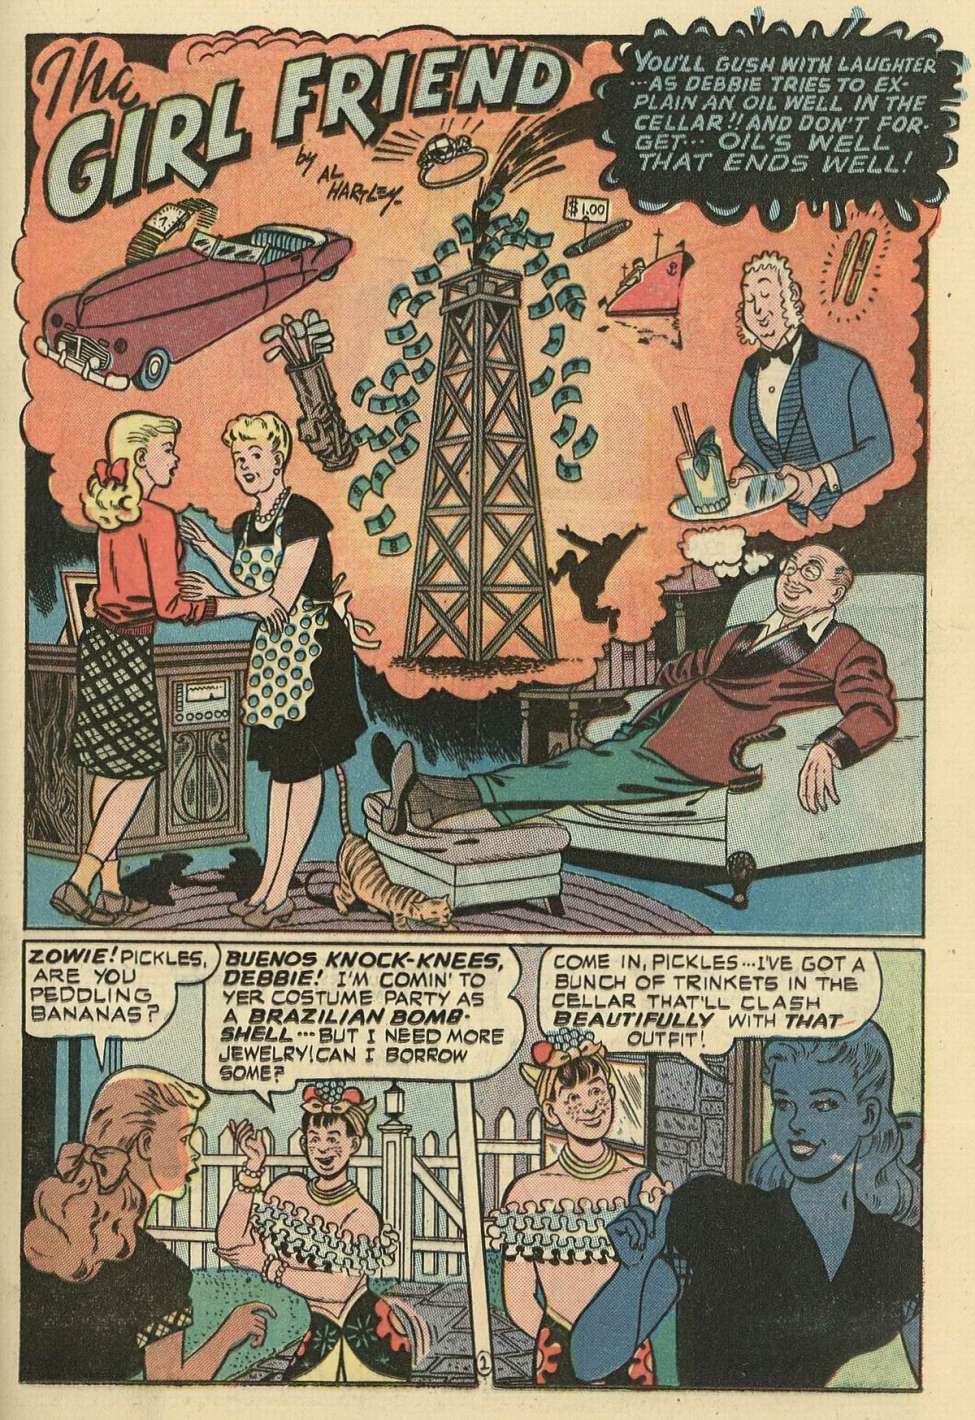 The
GIRL FRIEND
by AL
HARTLEY.
YOU'LL GUSH WITH LAUGHTER
...AS DEBBIE TRIES TO EX-
PLAIN AN OIL WELL IN THE
CELLAR!! AND DON'T FOR-
GET... OIL'S WELL
THAT ENDS WELL!
$1.00
ZOWIE! PICKLES,
ARE YOU
PEDDLING
BANANAS?
BUENOS KNOCK-KNEES,
DEBBIE! I'M COMIN' TO
YER COSTUME PARTY AS
A BRAZILIAN BOMB-
SHELL... BUT I NEED MORE
JEWELRY! CAN I BORROW
SOME?
COME IN, PICKLES...I'VE GOT A
BUNCH OF TRINKETS IN THE
CELLAR THAT'LL CLASH
BEAUTIFULLY WITH THAT
OUTFIT!
1